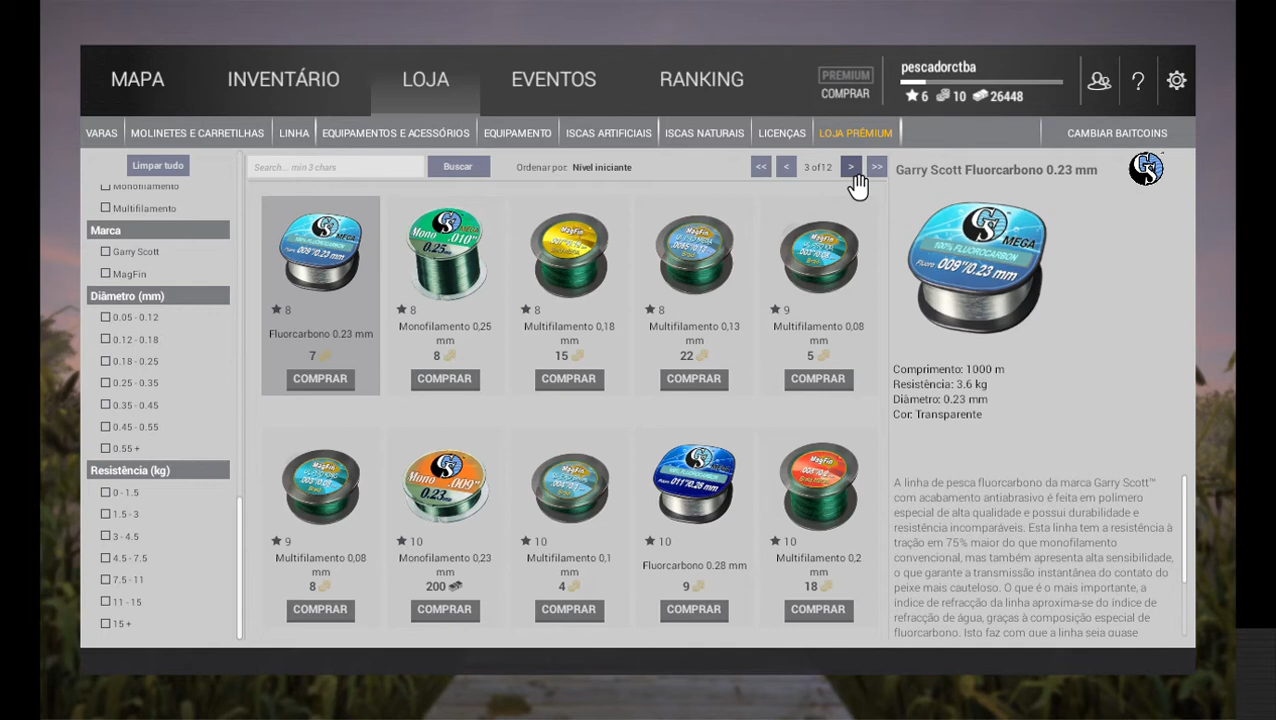 MAPA INVENTÁRIO LOJA EVENTOS RANKING
PREMIUM
COMPRAR
pescadorctba
6 10 26448
?
VARAS MOLINETES E CARRETILHAS LINHA EQUIPAMENTOS E ACESSÓRIOS EQUIPAMENTO ISCAS ARTIFICIAIS ISCAS NATURAIS LICENÇAS LOJA PRÊMIUM CAMBIAR BAITCOINS
Limpar tudo
Monofilamento
Multifilamento
Marca
Garry Scott
MagFin
Diâmetro (mm)
0.05 - 0.12
0.12 - 0.18
0.18 - 0.25
0.25 - 0.35
0.35 - 0.45
0.45 - 0.55
0.55 +
Resistência (kg)
0 - 1.5
1.5 - 3
3 - 4.5
4.5 - 7.5
7.5 - 11
11 - 15
15 +
Search... min 3 chars Buscar Ordenar por: Nível iniciante << < 3 of12 > >>
8
Fluorcarbono 0.23 mm
7
COMPRAR
8
Monofilamento 0,25
mm
8
COMPRAR
8
Multifilamento 0,18
mm
15
COMPRAR
8
Multifilamento 0,13
mm
22
COMPRAR
9
Multifilamento 0,08
mm
5
COMPRAR
9
Multifilamento 0,08
mm
8
COMPRAR
10
Monofilamento 0,23
mm
200
COMPRAR
10
Multifilamento 0,1
mm
4
COMPRAR
10
Fluorcarbono 0.28 mm
9
COMPRAR
10
Multifilamento 0,2
mm
18
COMPRAR
Garry Scott Fluorcarbono 0.23 mm
MEGA
100% FLUOROCARBON
Fluoro .009"/0.23 mm
Comprimento: 1000 m
Resistência: 3.6 kg
Diâmetro: 0.23 mm
Cor: Transparente
A linha de pesca fluorcarbono da marca Garry Scott™
com acabamento antiabrasivo é feita em polímero
especial de alta qualidade e possui durabilidade e
resistência incomparáveis. Esta linha tem a resistência à
tração em 75% maior do que monofilamento
convencional, mas também apresenta alta sensibilidade,
o que garante a transmissão instantânea do contato do
peixe mais cauteloso. O que é o mais importante, a
índice de refracção da linha aproxima-se do índice de
refracção de água, graças à composição especial de
fluorcarbono. Isto faz com que a linha seja quase